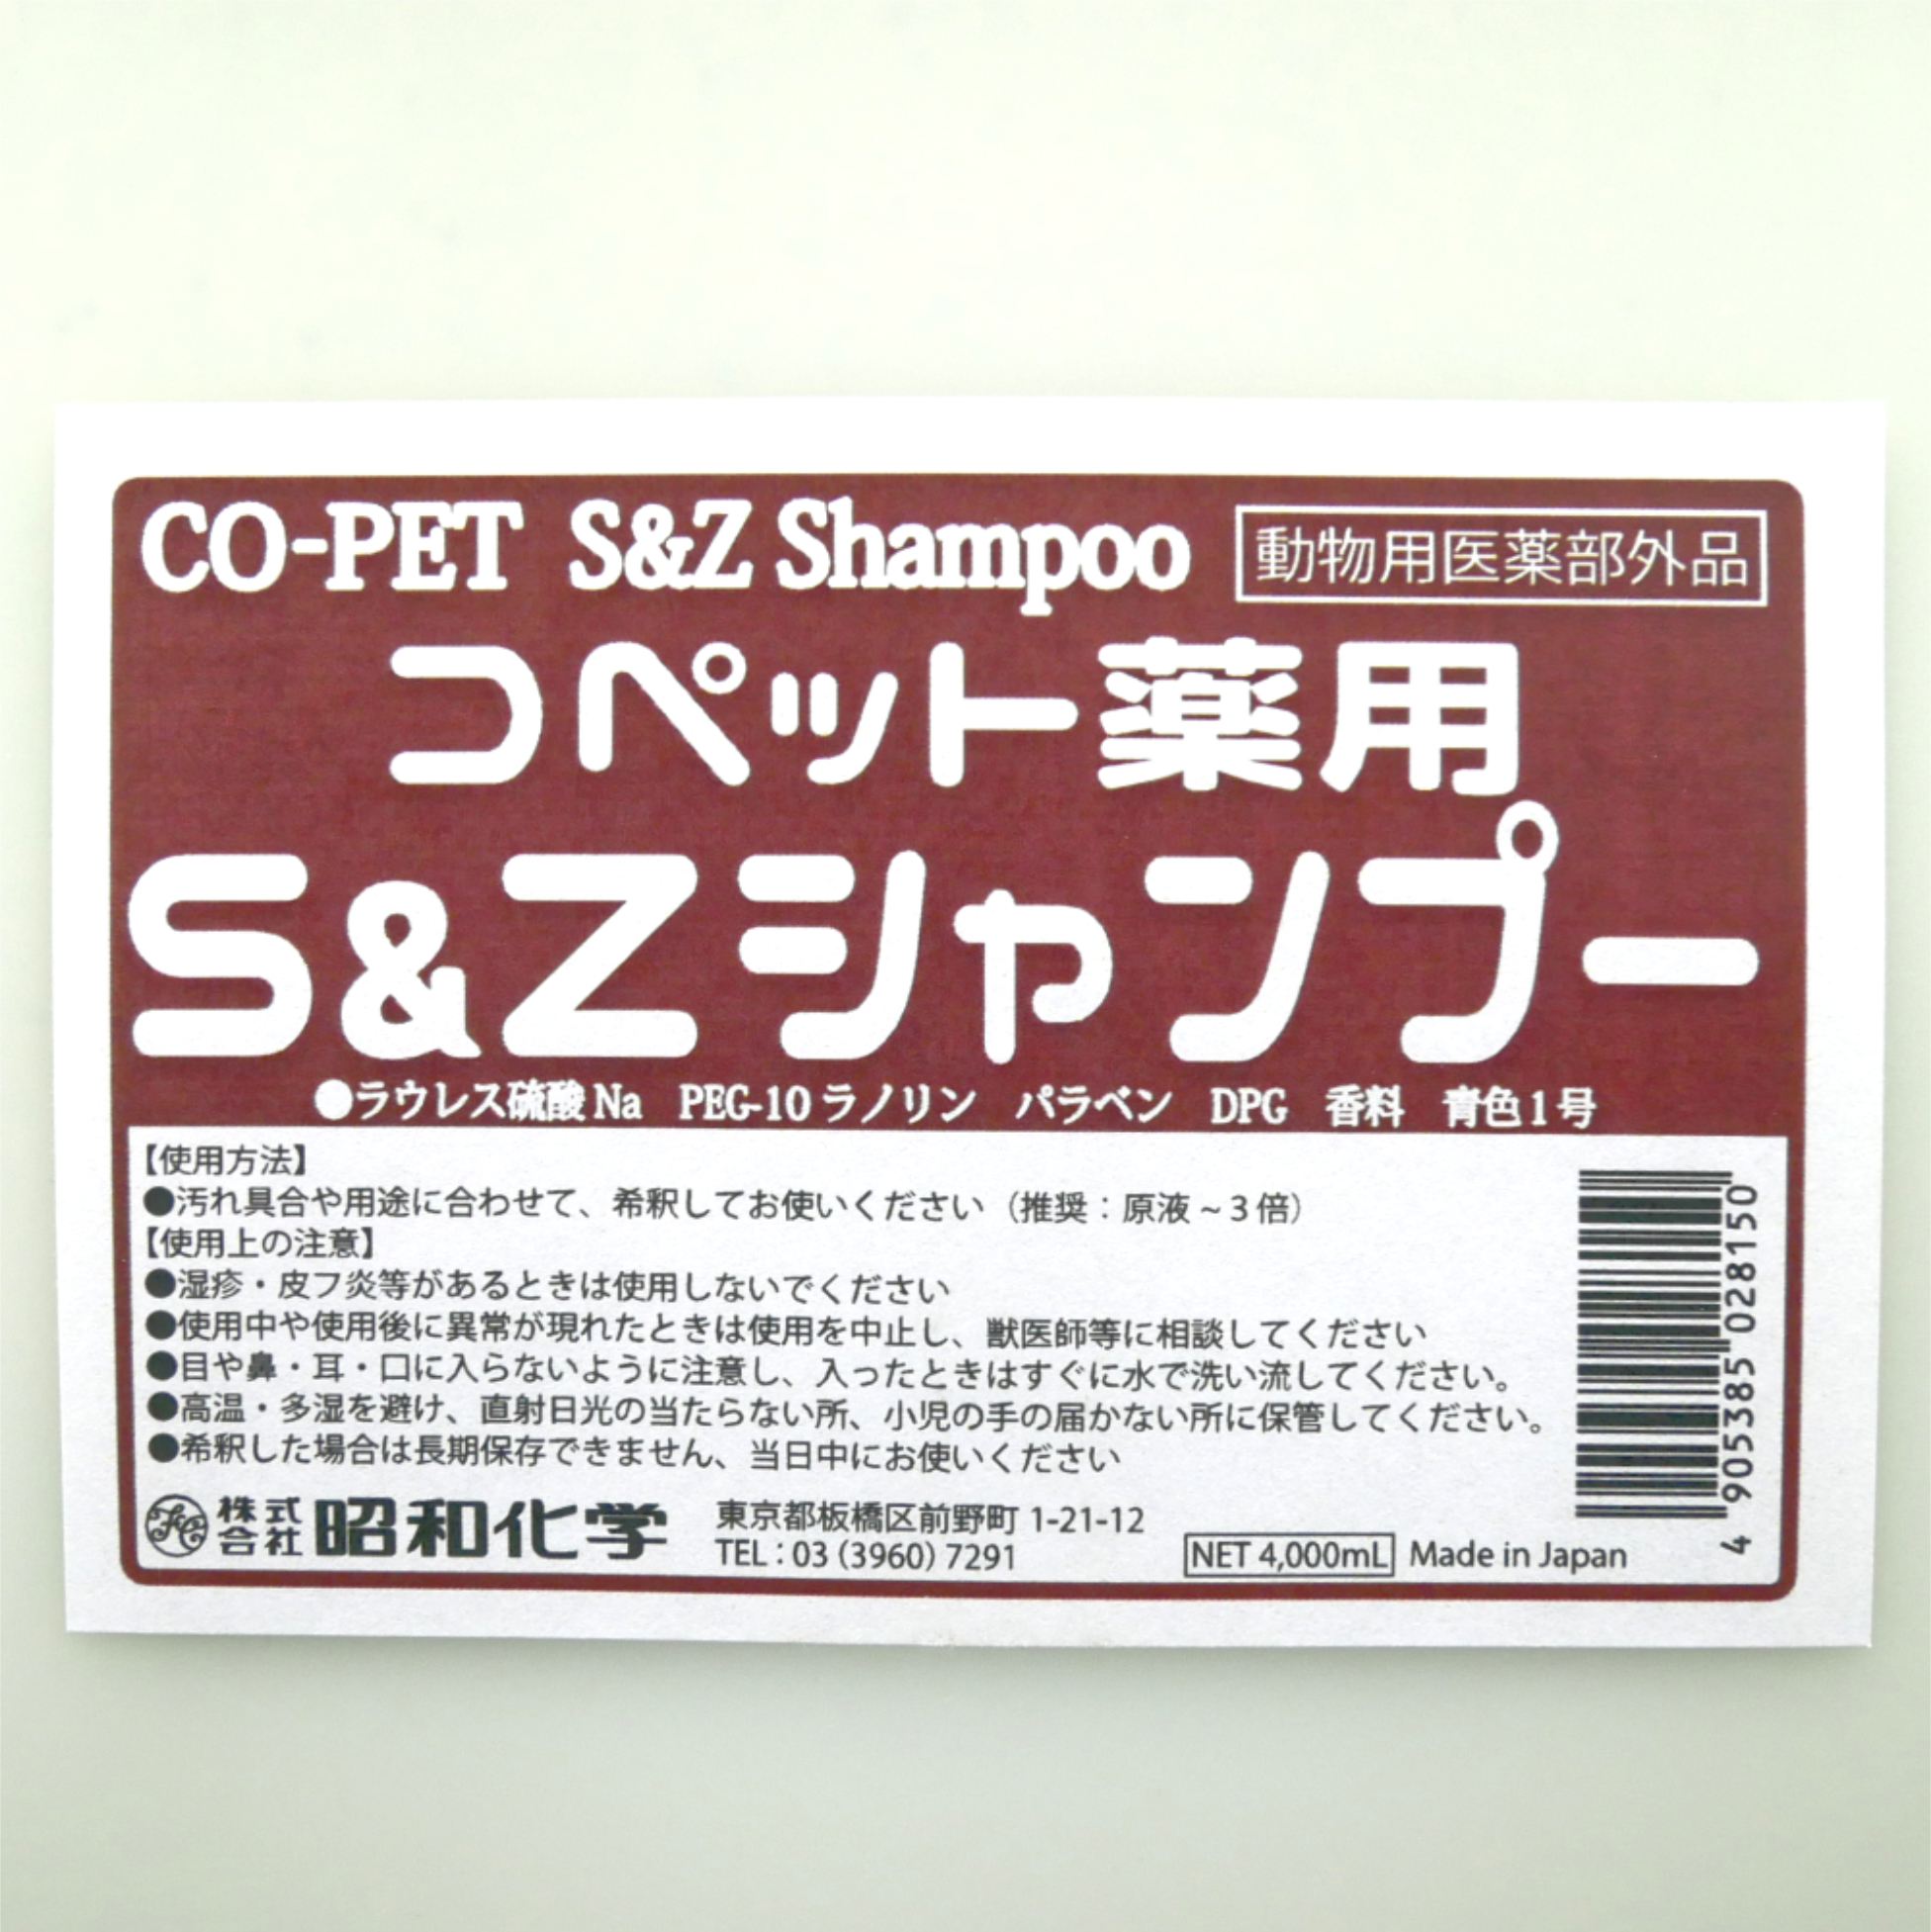 CO-PET S&Z Shampoo 動物用医薬部外品
コペット薬用
S&Zシャンプー
●ラウレス硫酸Na PEG-10ラノリン パラベン DPG 香料 青色1号
【使用方法】
●汚れ具合や用途に合わせて、希釈してお使いください（推奨：原液~3倍）
【使用上の注意】
●湿疹・皮フ炎等があるときは使用しないでください
●使用中や使用後に異常が現れたときは使用を中止し、獣医師等に相談してください
●目や鼻・耳・口に入らないように注意し、入ったときはすぐに水で洗い流してください。
●高温・多湿を避け、直射日光の当たらない所、小児の手の届かない所に保管してください。
●希釈した場合は長期保存できません、当日中にお使いください
株式会社 昭和化学
東京都板橋区前野町 1-21-12
TEL：03 (3960) 7291
NET 4,000mL Made in Japan
4 905385 028150